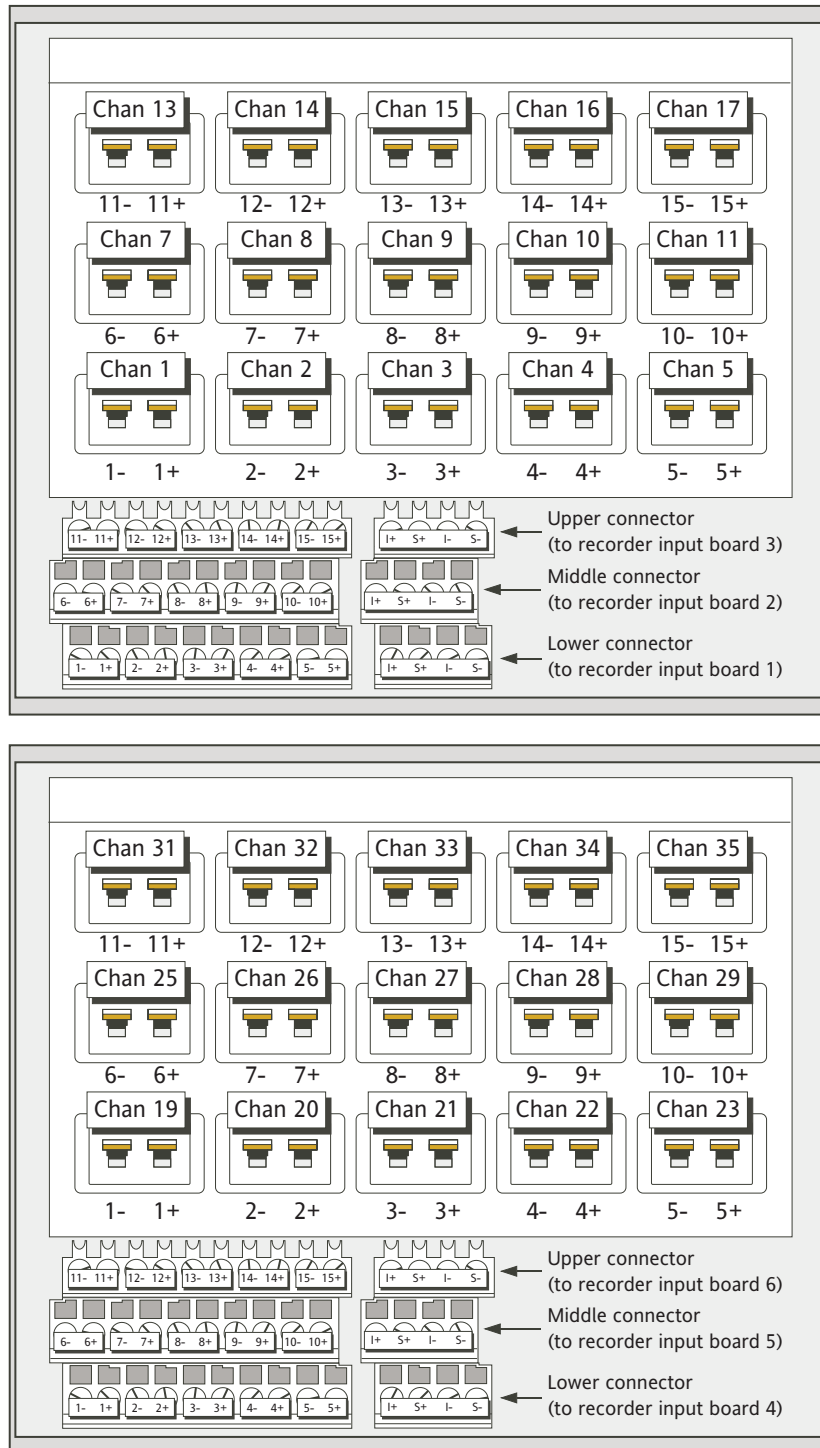 Chan 13 Chan 14 Chan 15 Chan 16 Chan 17
11- 11+ 12- 12+ 13- 13+ 14- 14+ 15- 15+
Chan 7 Chan 8 Chan 9 Chan 10 Chan 11
6- 6+ 7- 7+ 8- 8+ 9- 9+ 10- 10+
Chan 1 Chan 2 Chan 3 Chan 4 Chan 5
1- 1+ 2- 2+ 3- 3+ 4- 4+ 5- 5+
11- 11+ 12- 12+ 13- 13+ 14- 14+ 15- 15+ I+ S+ I- S-
Upper connector
(to recorder input board 3)
6- 6+ 7- 7+ 8- 8+ 9- 9+ 10- 10+ I+ S+ I- S-
Middle connector
(to recorder input board 2)
1- 1+ 2- 2+ 3- 3+ 4- 4+ 5- 5+ I+ S+ I- S-
Lower connector
(to recorder input board 1)
Chan 31 Chan 32 Chan 33 Chan 34 Chan 35
11- 11+ 12- 12+ 13- 13+ 14- 14+ 15- 15+
Chan 25 Chan 26 Chan 27 Chan 28 Chan 29
6- 6+ 7- 7+ 8- 8+ 9- 9+ 10- 10+
Chan 19 Chan 20 Chan 21 Chan 22 Chan 23
1- 1+ 2- 2+ 3- 3+ 4- 4+ 5- 5+
11- 11+ 12- 12+ 13- 13+ 14- 14+ 15- 15+ I+ S+ I- S-
Upper connector
(to recorder input board 6)
6- 6+ 7- 7+ 8- 8+ 9- 9+ 10- 10+ I+ S+ I- S-
Middle connector
(to recorder input board 5)
1- 1+ 2- 2+ 3- 3+ 4- 4+ 5- 5+ I+ S+ I- S-
Lower connector
(to recorder input board 4)